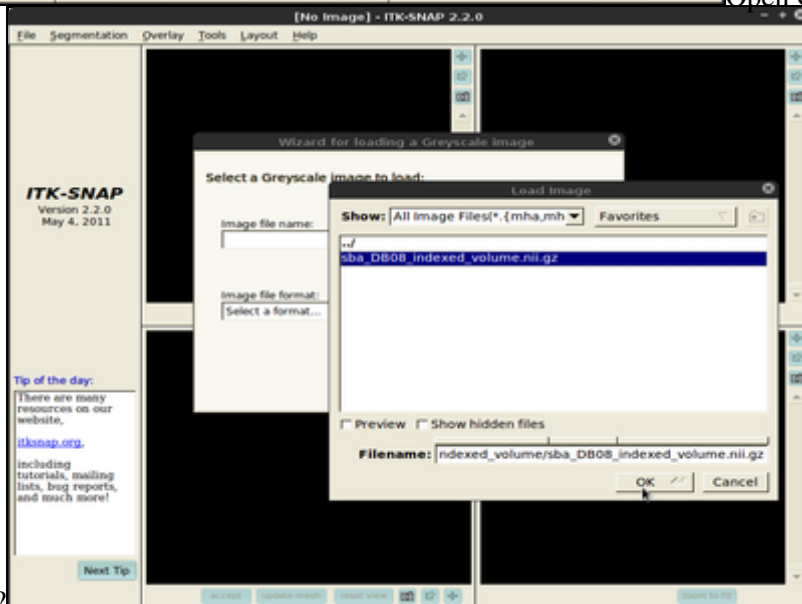 Open
[No Image] - ITK-SNAP 2.2.0
File Segmentation Overlay Tools Layout Help
ITK-SNAP
Version 2.2.0
May 4, 2011
Wizard for loading a Greyscale image
Select a Greyscale image to load:
Image file name:
Image file format:
Select a format...
Load Image
Show: All Image Files(*.{mha,mh Favorites
../
sba_DB08_indexed_volume.nii.gz
Preview Show hidden files
Filename: ndexed_volume/sba_DB08_indexed_volume.nii.gz
OK Cancel
Tip of the day:
There are many
resources on our
website,
itksnap.org,
including
tutorials, mailing
lists, bug reports,
and much more!
Next Tip
accept update mesh reset view
zoom to fit
2